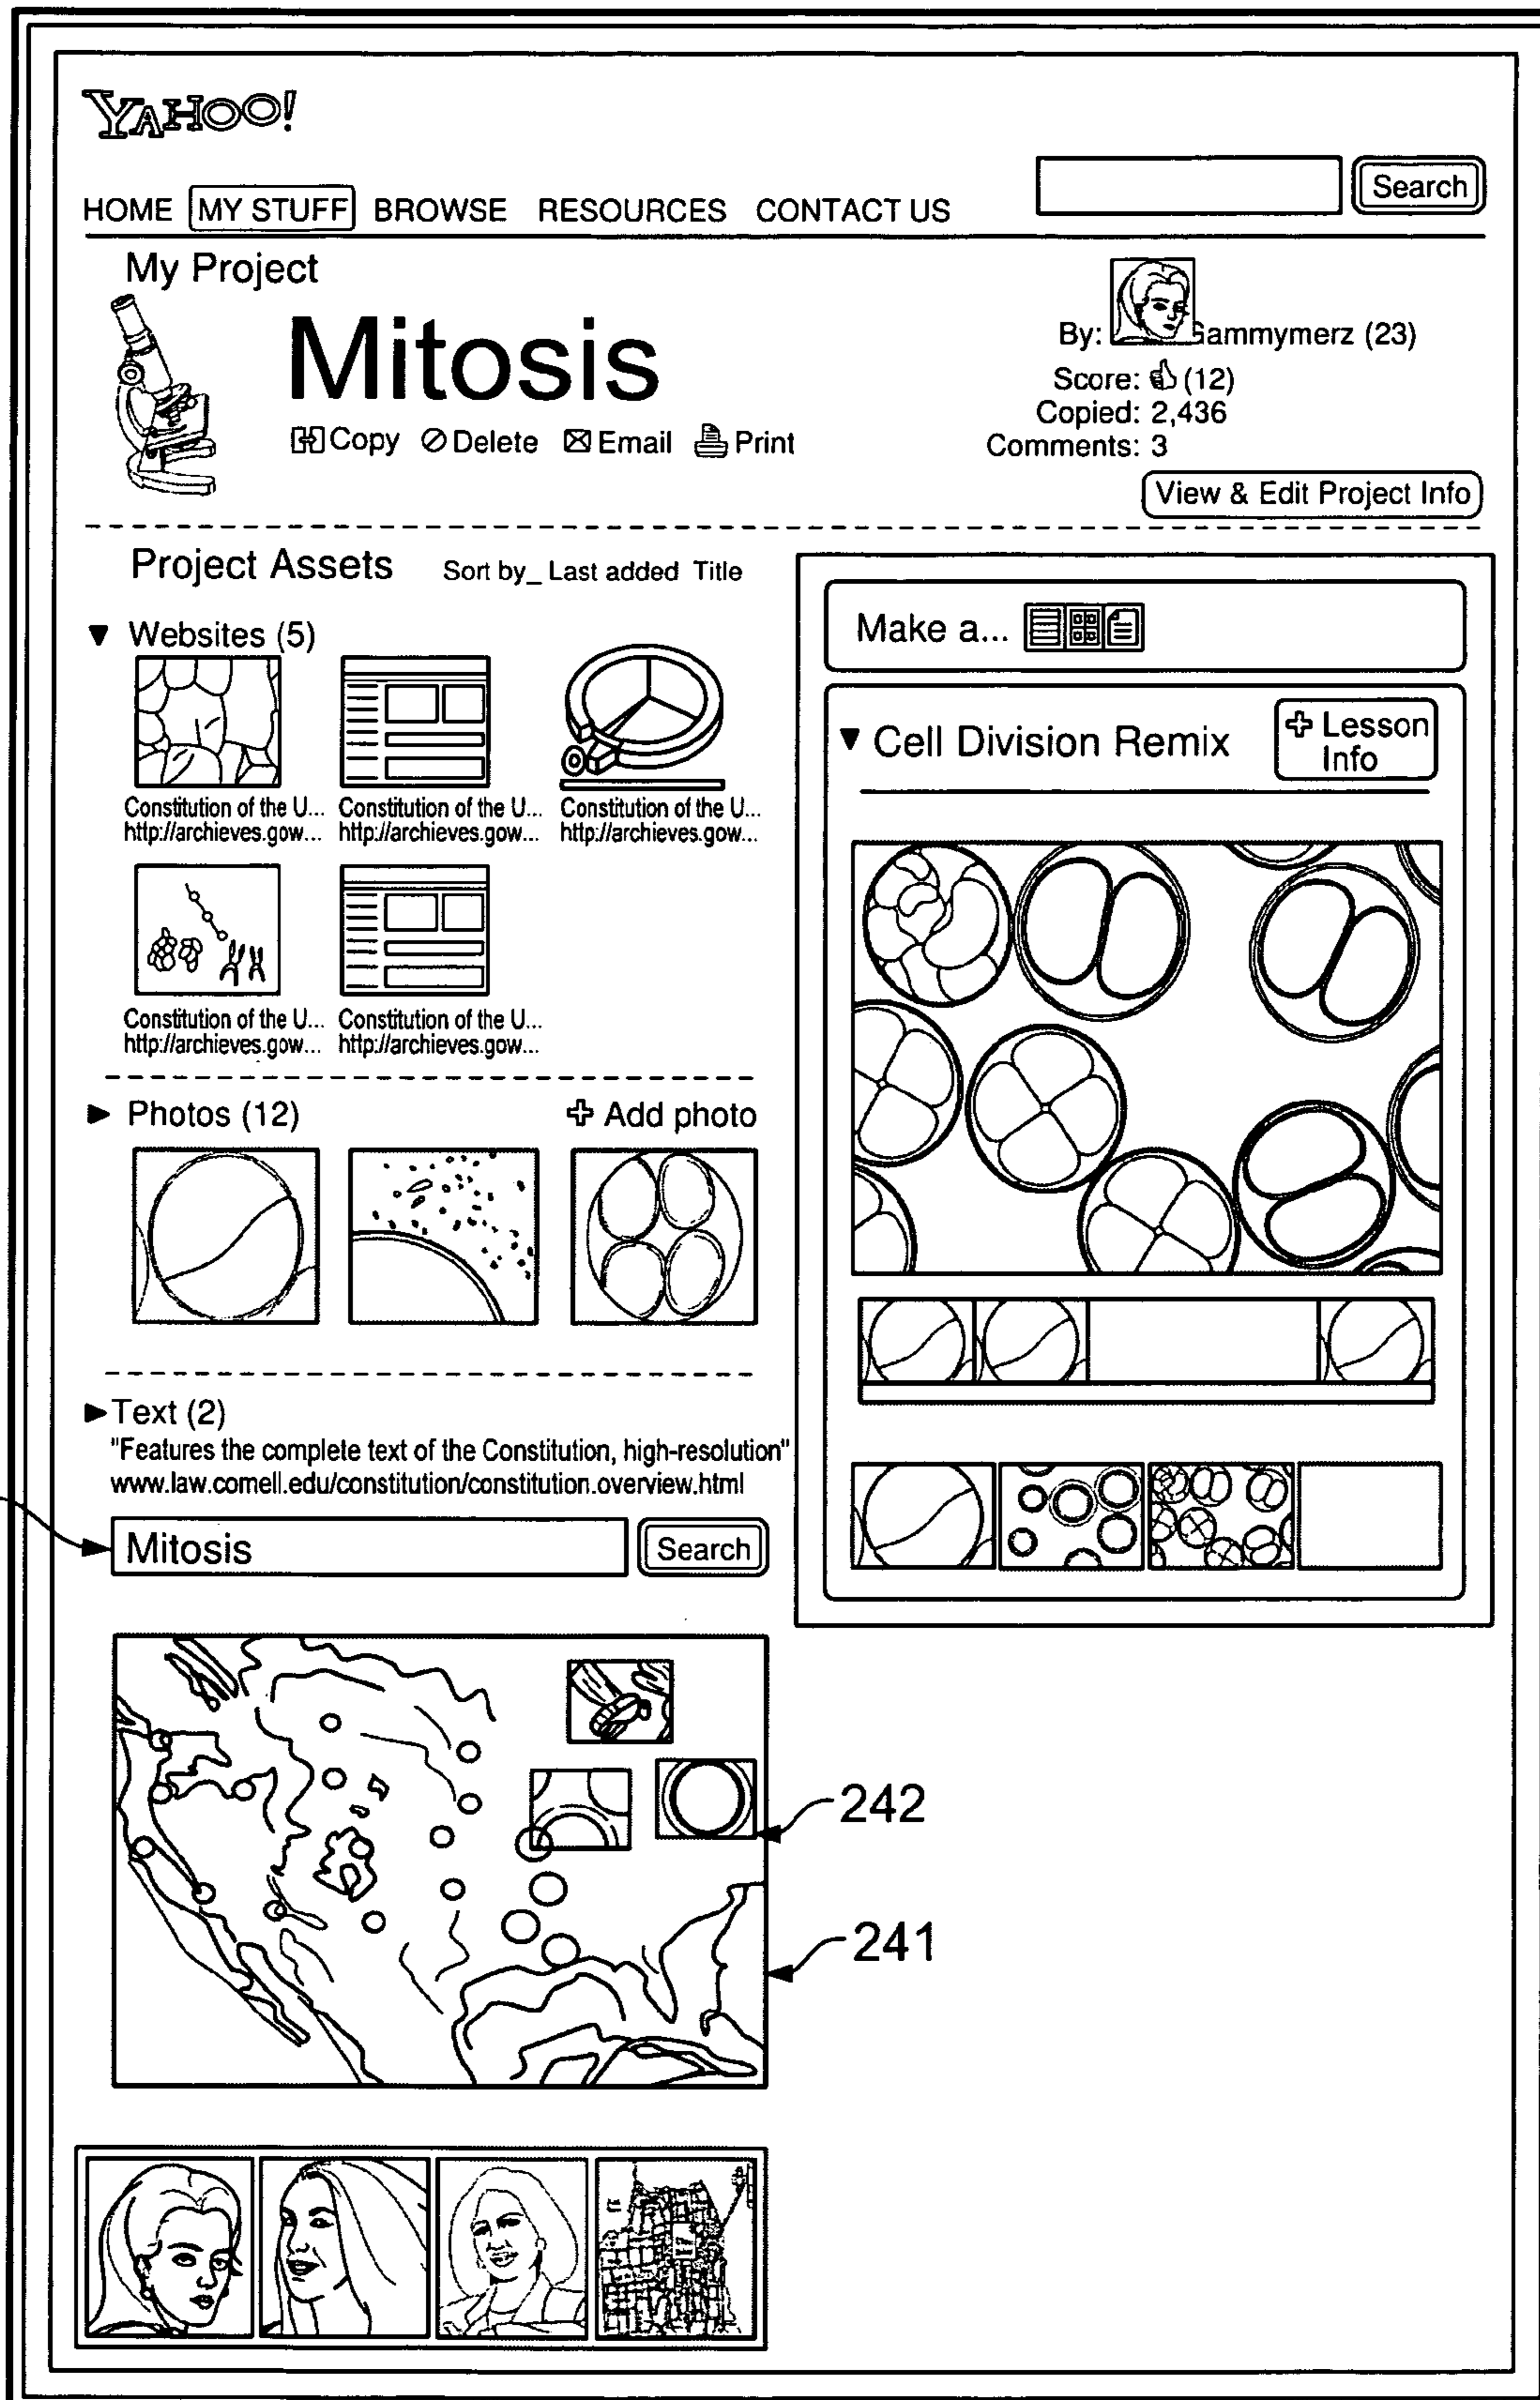 YAHOO!
Search
HOME MY STUFF BROWSE RESOURCES CONTACT US
My Project
Mitosis
Copy Delete Email Print
By: Sammymerz (23)
Score: (12)
Copied: 2,436
Comments: 3
View & Edit Project Info
Project Assets Sort by_ Last added Title
Websites (5)
Constitution of the U... Constitution of the U... Constitution of the U...
http://archieves.gow... http://archieves.gow... http://archieves.gow...
Constitution of the U... Constitution of the U...
http://archieves.gow... http://archieves.gow...
Photos (12) Add photo
Text (2)
"Features the complete text of the Constitution, high-resolution"
www.law.cornell.edu/constitution/constitution.overview.html
Mitosis Search
Make a...
Cell Division Remix
Lesson
Info
242
241